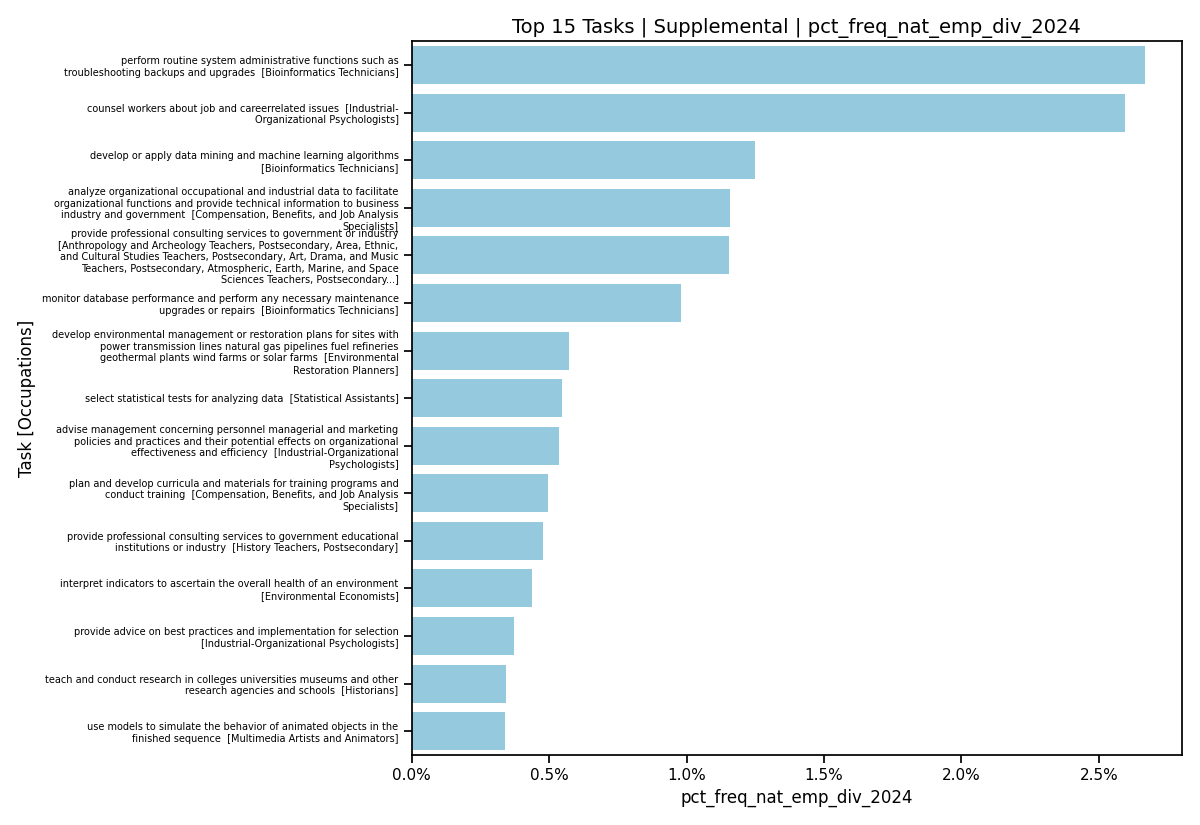 Top 15 Tasks | Supplemental | pct_freq_nat_emp_div_2024
perform routine system administrative functions such as
troubleshooting backups and upgrades  [Bioinformatics Technicians]
counsel workers about job and careerrelated issues  [Industrial-
Organizational Psychologists]
develop or apply data mining and machine learning algorithms
[Bioinformatics Technicians]
analyze organizational occupational and industrial data to facilitate
organizational functions and provide technical information to business
industry and government  [Compensation, Benefits, and Job Analysis
Specialists]
provide professional consulting services to government or industry
[Anthropology and Archeology Teachers, Postsecondary, Area, Ethnic,
and Cultural Studies Teachers, Postsecondary, Art, Drama, and Music
Teachers, Postsecondary, Atmospheric, Earth, Marine, and Space
Sciences Teachers, Postsecondary...]
monitor database performance and perform any necessary maintenance
upgrades or repairs  [Bioinformatics Technicians]
develop environmental management or restoration plans for sites with
power transmission lines natural gas pipelines fuel refineries
geothermal plants wind farms or solar farms  [Environmental
Restoration Planners]
select statistical tests for analyzing data  [Statistical Assistants]
advise management concerning personnel managerial and marketing
policies and practices and their potential effects on organizational
effectiveness and efficiency  [Industrial-Organizational
Psychologists]
plan and develop curricula and materials for training programs and
conduct training  [Compensation, Benefits, and Job Analysis
Specialists]
provide professional consulting services to government educational
institutions or industry  [History Teachers, Postsecondary]
interpret indicators to ascertain the overall health of an environment
[Environmental Economists]
provide advice on best practices and implementation for selection
[Industrial-Organizational Psychologists]
teach and conduct research in colleges universities museums and other
research agencies and schools  [Historians]
use models to simulate the behavior of animated objects in the
finished sequence  [Multimedia Artists and Animators]
Task [Occupations]
0.0% 0.5% 1.0% 1.5% 2.0% 2.5%
pct_freq_nat_emp_div_2024